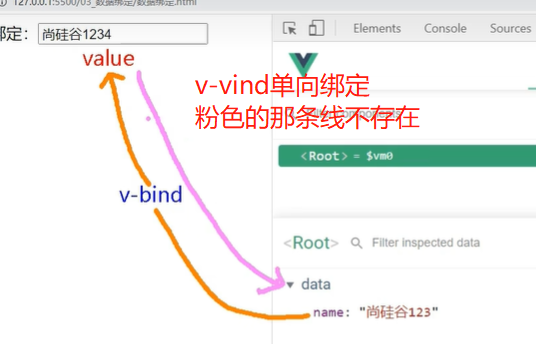 127.0.0.1:5500/03_数据绑定/数据绑定.html
绑定：尚硅谷1234
Elements Console Sources
value
v-vind单向绑定
粉色的那条线不存在
<Root> = $vm0
v-bind
<Root> Filter inspected data
data
name: "尚硅谷123"